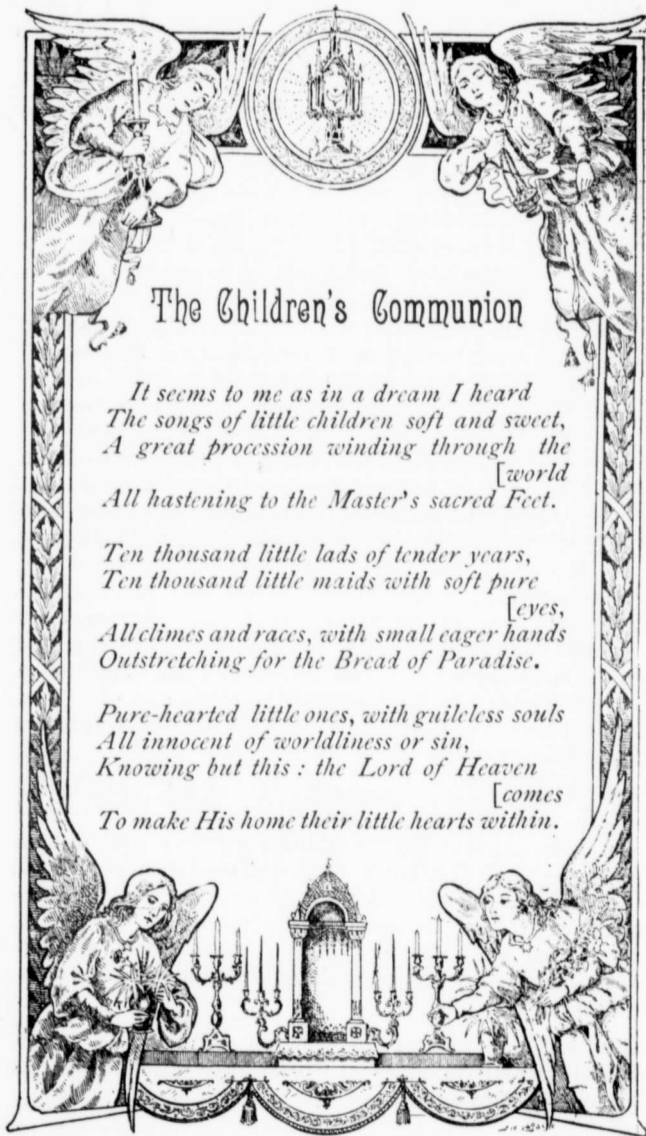 The Children's Communion
It seems to me as in a dream I heard
The songs of little children soft and sweet,
A great procession winding through the
[world
All hastening to the Master's sacred Feet.
Ten thousand little lads of tender years,
Ten thousand little maids with soft pure
[eyes,
All climes and races, with small eager hands
Outstretching for the Bread of Paradise.
Pure-hearted little ones, with guileless souls
All innocent of worldliness or sin,
Knowing but this : the Lord of Heaven
[comes
To make His home their little hearts within.